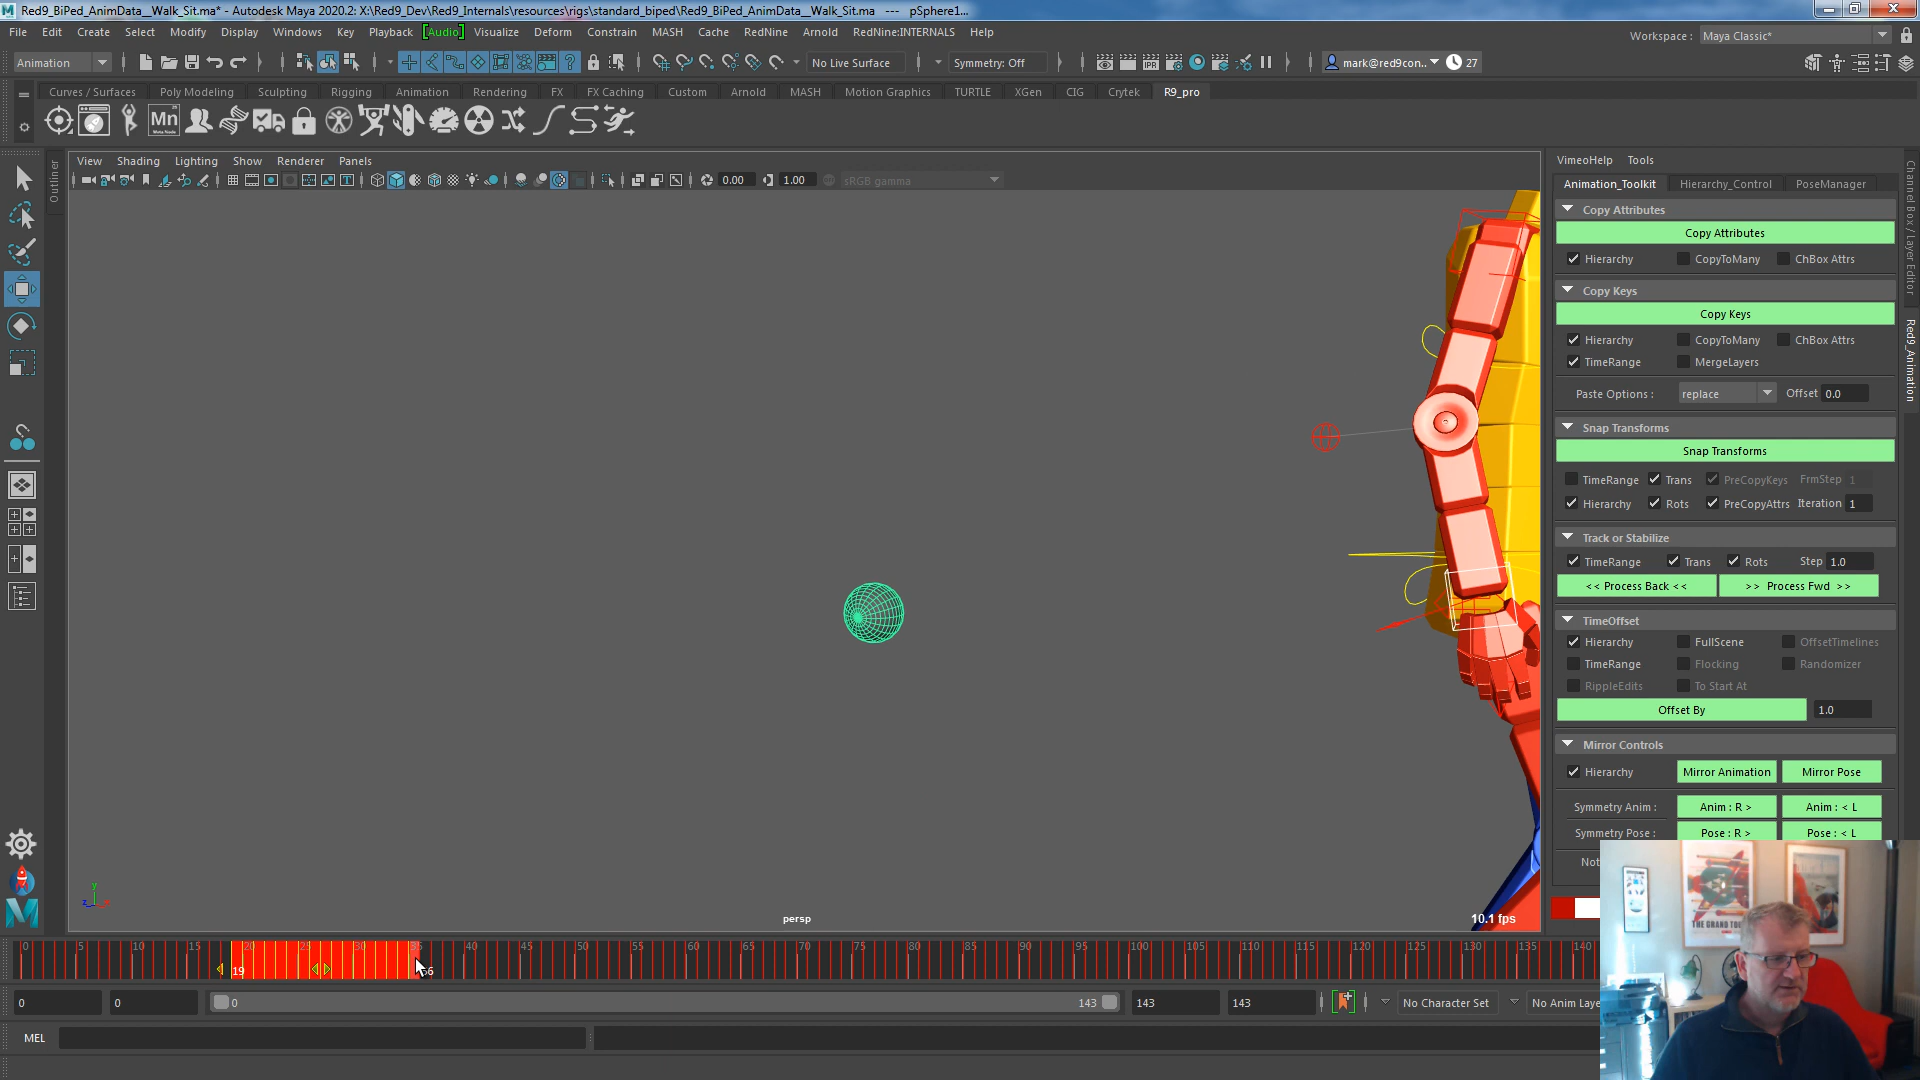 Red9_BiPed_AnimData__Walk_Sit.ma* - Autodesk Maya 2020.2: X:\Red9_Dev\Red9_Internals\resources\rigs\standard_biped\Red9_BiPed_AnimData__Walk_Sit.ma --- pSphere1...
File Edit Create Select Modify Display Windows Key Playback [Audio] Visualize Deform Constrain MASH Cache RedNine Arnold RedNine:INTERNALS Help
Workspace : Maya Classic*
Animation No Live Surface Symmetry: Off IPR mark@red9con.. 27
Curves / Surfaces Poly Modeling Sculpting Rigging Animation Rendering FX FX Caching Custom Arnold MASH Motion Graphics TURTLE XGen CIG Crytek R9_pro
Mn
View Shading Lighting Show Renderer Panels
0.00 1.00 sRGB gamma
Outliner
VimeoHelp Tools
Animation_Toolkit Hierarchy_Control PoseManager
Copy Attributes
Copy Attributes
Hierarchy CopyToMany ChBox Attrs
Copy Keys
Copy Keys
Hierarchy CopyToMany ChBox Attrs
TimeRange MergeLayers
Paste Options : replace Offset 0.0
Snap Transforms
Snap Transforms
TimeRange Trans PreCopyKeys FrmStep 1
Hierarchy Rots PreCopyAttrs Iteration 1
Track or Stabilize
TimeRange Trans Rots Step 1.0
<< Process Back << >> Process Fwd >>
TimeOffset
Hierarchy FullScene OffsetTimelines
TimeRange Flocking Randomizer
RippleEdits To Start At
Offset By 1.0
Mirror Controls
Hierarchy Mirror Animation Mirror Pose
Symmetry Anim : Anim : R > Anim : < L
Symmetry Pose : Pose : R > Pose : < L
Channel Box / Layer Editor
Red9_Animation
y
z
persp
10.1 fps
0 5 10 15 20 25 30 35 40 45 50 55 60 65 70 75 80 85 90 95 100 105 110 115 120 125 130 135 140
19
0 0 0 143 143 143 No Character Set No Anim Laye
MEL